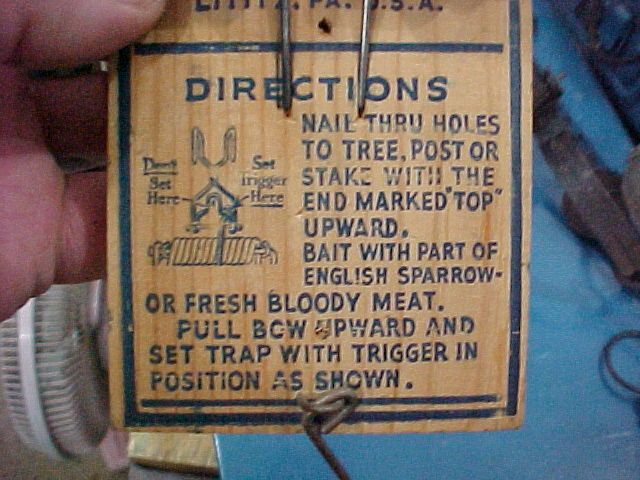 LITITZ, PA. U.S.A.
DIRECTIONS
Don't
Set
Here
Set
Trigger
Here
NAIL THRU HOLES
TO TREE, POST OR
STAKE WITH THE
END MARKED "TOP"
UPWARD.
BAIT WITH PART OF
ENGLISH SPARROW-
OR FRESH BLOODY MEAT.
PULL BOW UPWARD AND
SET TRAP WITH TRIGGER IN
POSITION AS SHOWN.